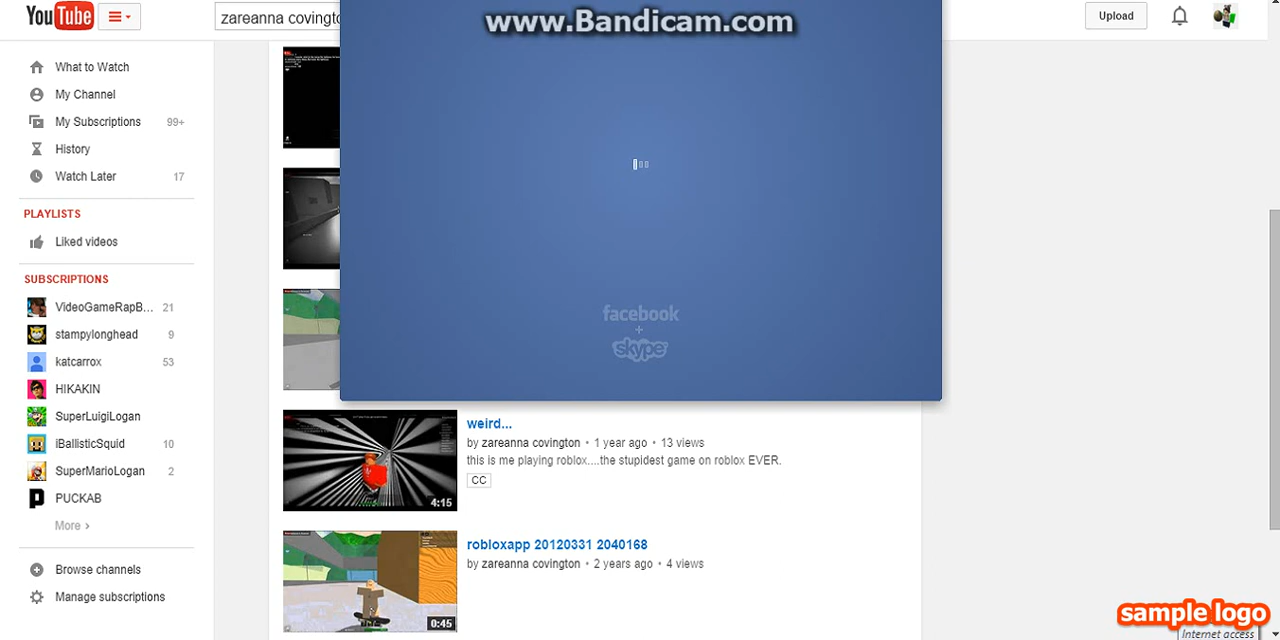 YouTube
zareanna covingto
www.Bandicam.com
Upload
What to Watch
My Channel
My Subscriptions 99+
History
Watch Later 17
PLAYLISTS
Liked videos
SUBSCRIPTIONS
VideoGameRapB... 21
stampylonghead 9
katcarrox 53
HIKAKIN
SuperLuigiLogan
iBallisticSquid 10
SuperMarioLogan 2
PUCKAB
More ›
Browse channels
Manage subscriptions
facebook
+
skype
4:15
weird...
by zareanna covington • 1 year ago • 13 views
this is me playing roblox....the stupidest game on roblox EVER.
CC
0:45
robloxapp 20120331 2040168
by zareanna covington • 2 years ago • 4 views
sample logo
Internet access